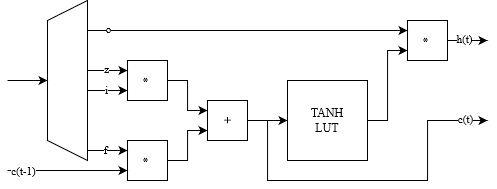 o
*
h(t)
z
i
*
TANH
LUT
+
c(t)
f
*
c(t-1)